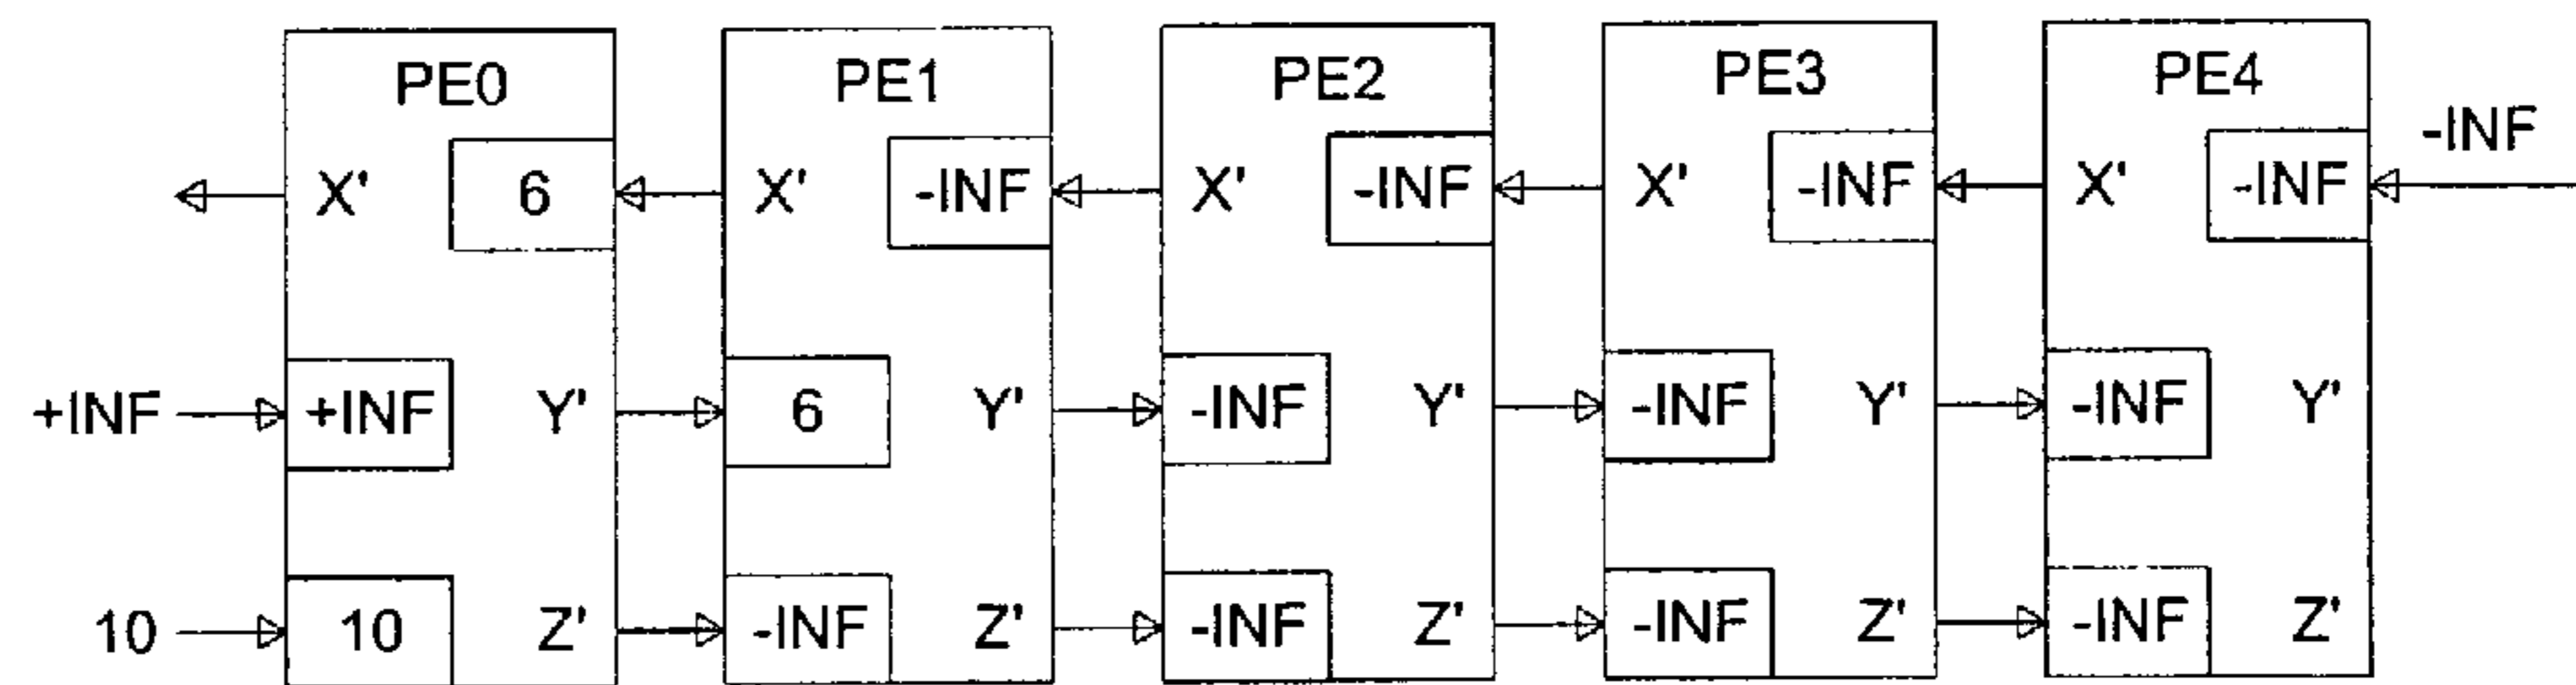 PE0 PE1 PE2 PE3 PE4
-INF
X' 6 X' -INF X' -INF X' -INF X' -INF
+INF +INF Y' 6 Y' -INF Y' -INF Y' -INF Y'
10 10 Z' -INF Z' -INF Z' -INF Z' -INF Z'